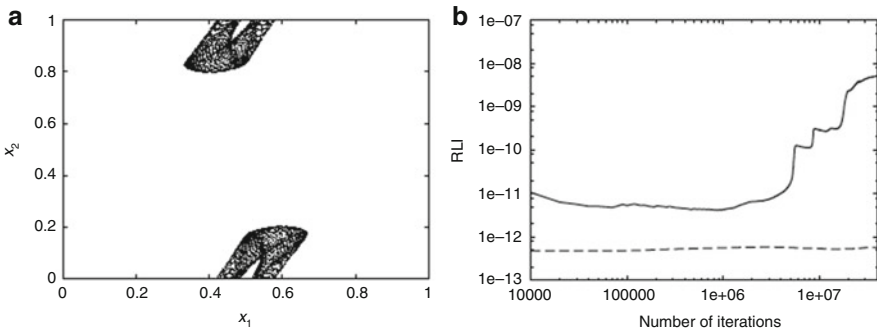 a
1
0.8
0.6
0.4
0.2
0
x2
0 0.2 0.4 0.6 0.8 1
x1
b
1e–07
1e–08
1e–09
1e–10
1e–11
1e–12
1e–13
RLI
10000 100000 1e+06 1e+07
Number of iterations